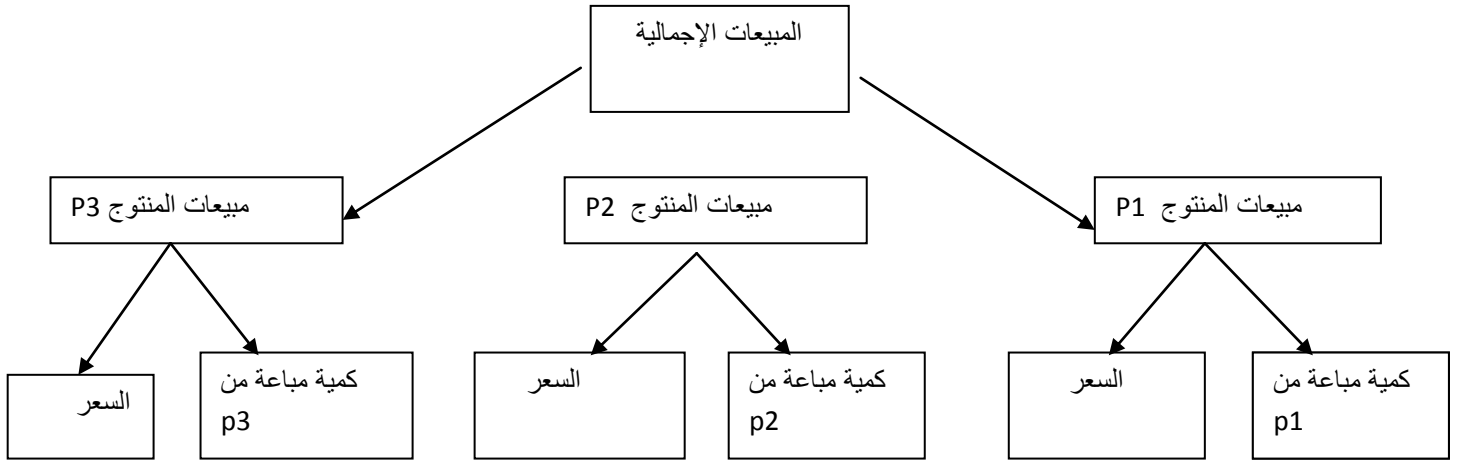 المبيعات الإجمالية
مبيعات المنتوج P1
مبيعات المنتوج P2
مبيعات المنتوج P3
كمية مباعة من
p1
السعر
كمية مباعة من
p2
السعر
كمية مباعة من
p3
السعر